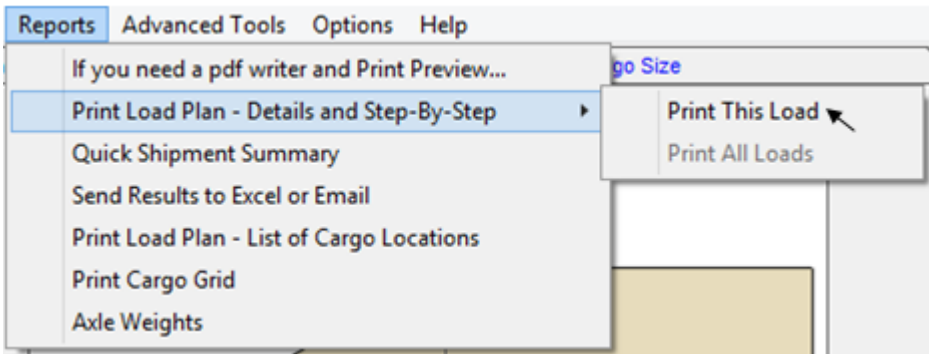 Reports Advanced Tools Options Help
go Size
If you need a pdf writer and Print Preview...
Print Load Plan - Details and Step-By-Step
Print This Load
Quick Shipment Summary
Print All Loads
Send Results to Excel or Email
Print Load Plan - List of Cargo Locations
Print Cargo Grid
Axle Weights